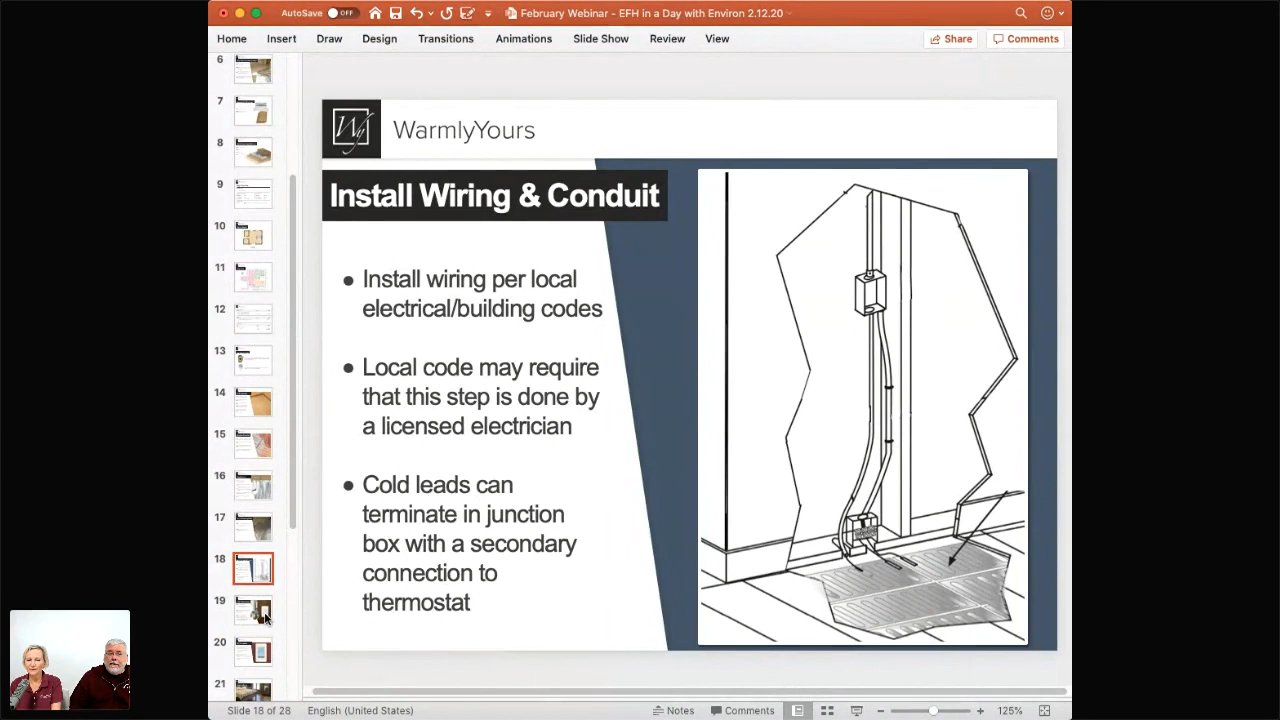 AutoSave OFF
February Webinar - EFH in a Day with Environ 2.12.20
Home Insert Draw Design Transitions Animations Slide Show Review View Share Comments
6
7
8
9
10
11
12
13
14
15
16
17
18
19
20
21
Wy WarmlyYours
Install Wiring & Conduit
● Install wiring per local
electrical/building codes
● Local code may require
that this step is done by
a licensed electrician
● Cold leads can
terminate in junction
box with a secondary
connection to
thermostat
Slide 18 of 28 English (United States) Notes Comments 125%